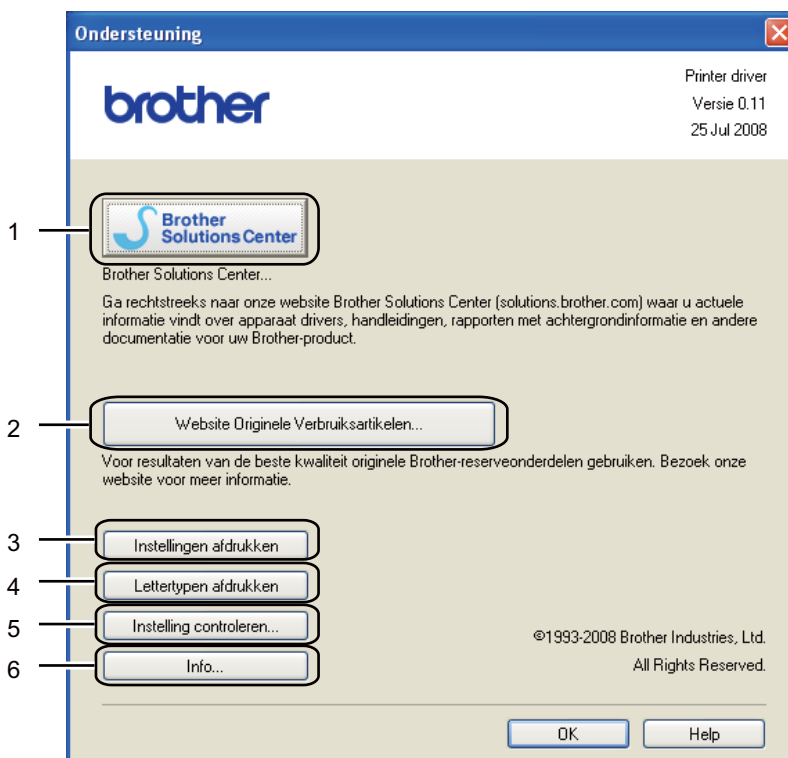 Ondersteuning
brother
Printer driver
Versie 0.11
25 Jul 2008
1
Brother
Solutions Center
Brother Solutions Center...
Ga rechtstreeks naar onze website Brother Solutions Center (solutions.brother.com) waar u actuele
informatie vindt over apparaat drivers, handleidingen, rapporten met achtergrondinformatie en andere
documentatie voor uw Brother-product.
2
Website Originele Verbruiksartikelen...
Voor resultaten van de beste kwaliteit originele Brother-reserveonderdelen gebruiken. Bezoek onze
website voor meer informatie.
3
Instellingen afdrukken
4
Lettertypen afdrukken
5
Instelling controleren...
6
Info...
©1993-2008 Brother Industries, Ltd.
All Rights Reserved.
OK
Help